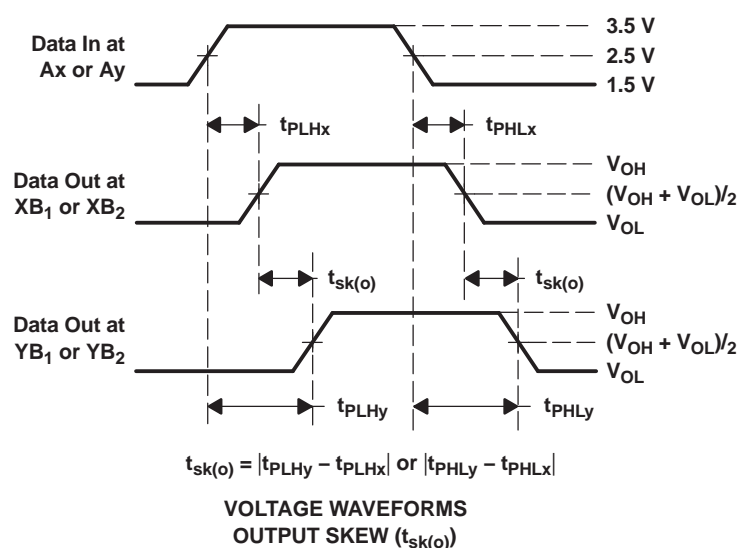 Data In at
Ax or Ay
3.5 V
2.5 V
1.5 V
tPLHx
tPHLx
Data Out at
XB1 or XB2
VOH
(VOH + VOL)/2
VOL
tsk(o)
tsk(o)
Data Out at
YB1 or YB2
VOH
(VOH + VOL)/2
VOL
tPLHy
tPHLy
tsk(o) = |tPLHy – tPLHx| or |tPHLy – tPHLx|
VOLTAGE WAVEFORMS
OUTPUT SKEW (tsk(o))